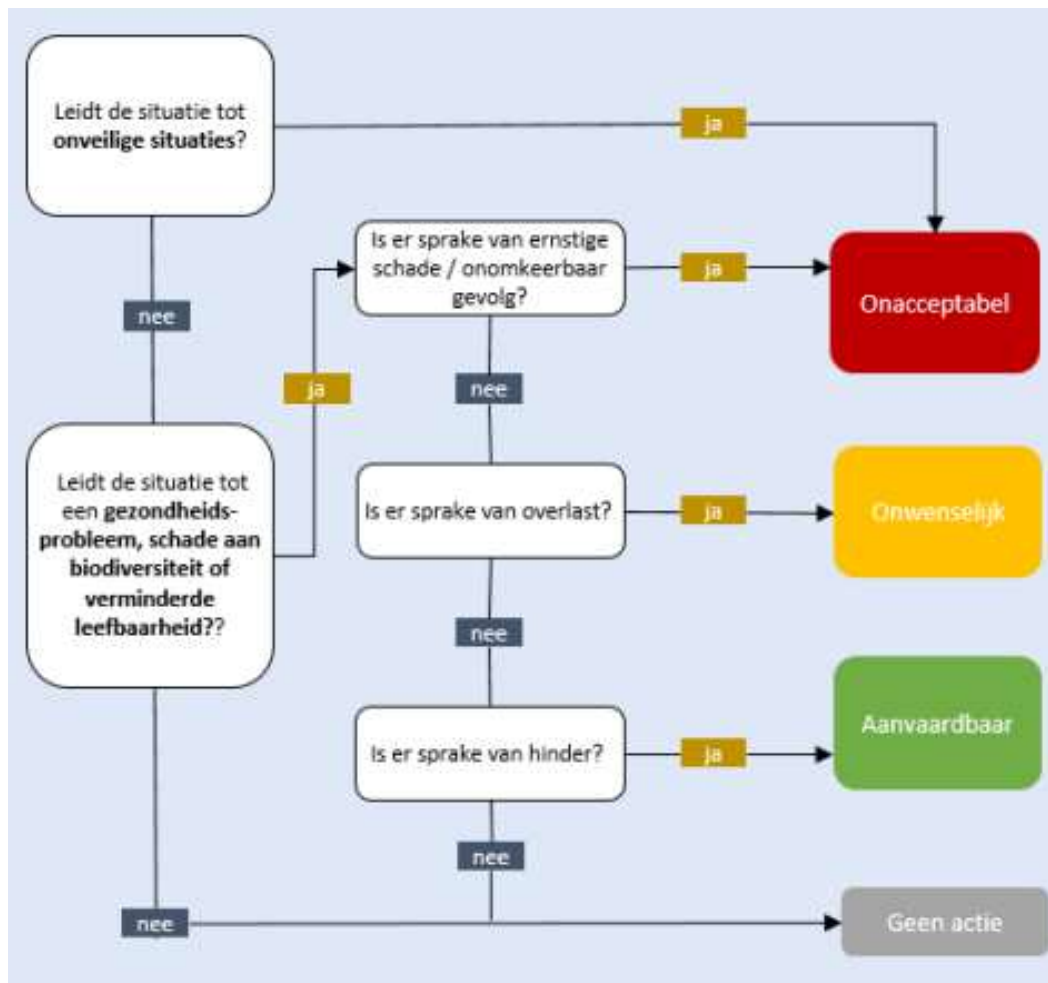 Leidt de situatie tot
onveilige situaties?
ja
nee
Is er sprake van ernstige
schade / onomkeerbaar
gevolg?
ja
Onacceptabel
ja
nee
Leidt de situatie tot
een gezondheids-
probleem, schade aan
biodiversiteit of
verminderde
leefbaarheid??
Is er sprake van overlast?
ja
Onwenselijk
nee
Is er sprake van hinder?
ja
Aanvaardbaar
nee
nee
Geen actie